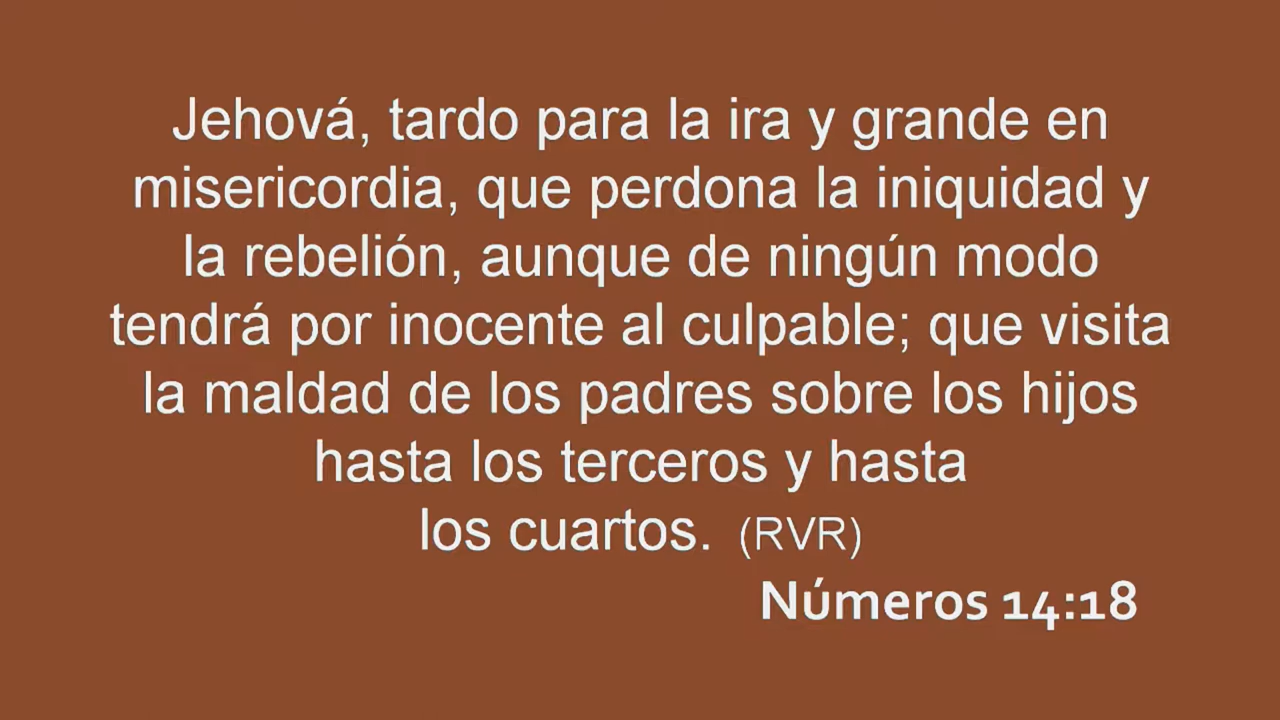 Jehová, tardo para la ira y grande en
misericordia, que perdona la iniquidad y
la rebelión, aunque de ningún modo
tendrá por inocente al culpable; que visita
la maldad de los padres sobre los hijos
hasta los terceros y hasta
los cuartos. (RVR)
Números 14:18